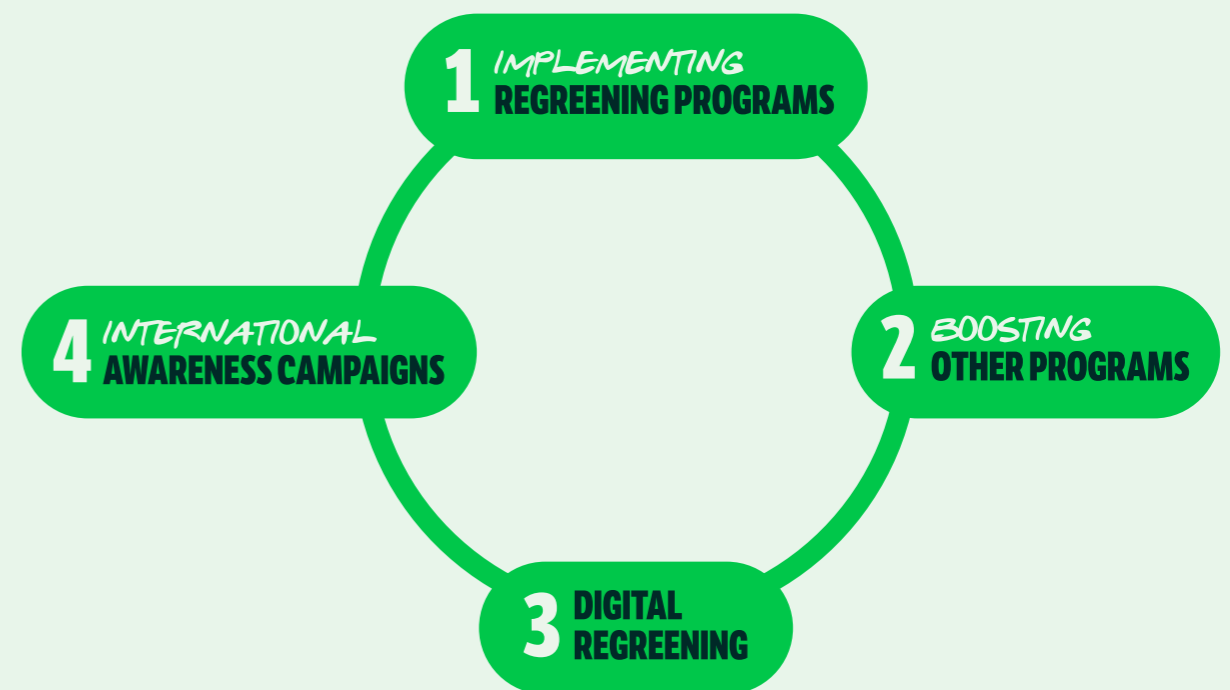 1 IMPLEMENTING
REGREENING PROGRAMS
2 BOOSTING
OTHER PROGRAMS
3 DIGITAL
REGREENING
4 INTERNATIONAL
AWARENESS CAMPAIGNS